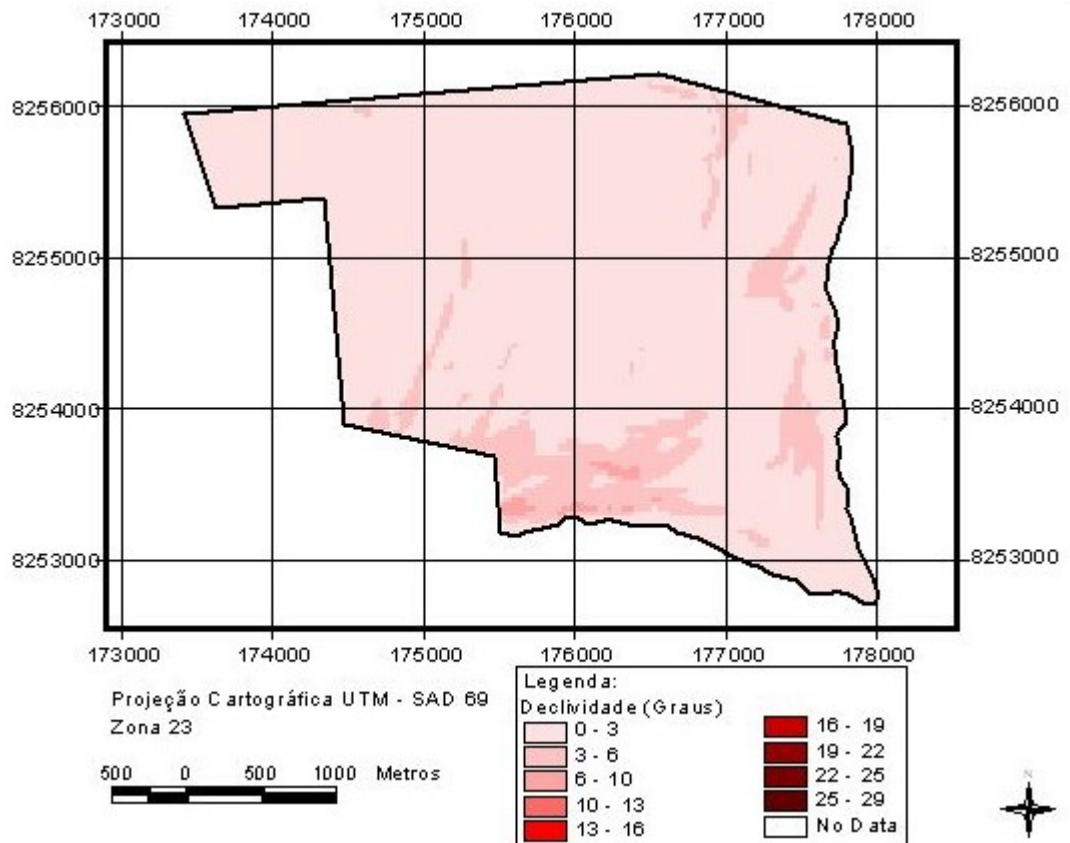 173000 174000 175000 176000 177000 178000
8256000 8256000
8255000 8255000
8254000 8254000
8253000 8253000
173000 174000 175000 176000 177000 178000
Projeção Cartográfica UTM - SAD 69
Zona 23
500 0 500 1000 Metros
Legenda:
Declividade (Graus)
0 - 3
3 - 6
6 - 10
10 - 13
13 - 16
16 - 19
19 - 22
22 - 25
25 - 29
No Data
N